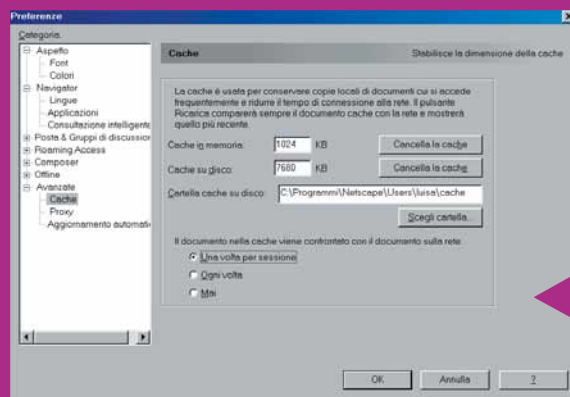 Preferenze
Categoria:
Aspetto
Font
Colori
Navigator
Lingue
Applicazioni
Consultazione intelligente
Posta & Gruppi di discussion
Roaming Access
Composer
Offline
Avanzate
Cache
Proxy
Aggiornamento automatic
Cache Stabilisce la dimensione della cache
La cache è usata per conservare copie locali di documenti cui si accede
frequentemente e ridurre il tempo di connessione alla rete. Il pulsante
Ricarica comparerà sempre il documento cache con la rete e mostrerà
quello più recente.
Cache in memoria: 1024 KB Cancella la cache
Cache su disco: 7680 KB Cancella la cache
Cartella cache su disco: C:\Programmi\Netscape\Users\luisa\cache
Scegli cartella...
Il documento nella cache viene confrontato con il documento sulla rete:
Una volta per sessione
Ogni volta
Mai
OK Annulla ?